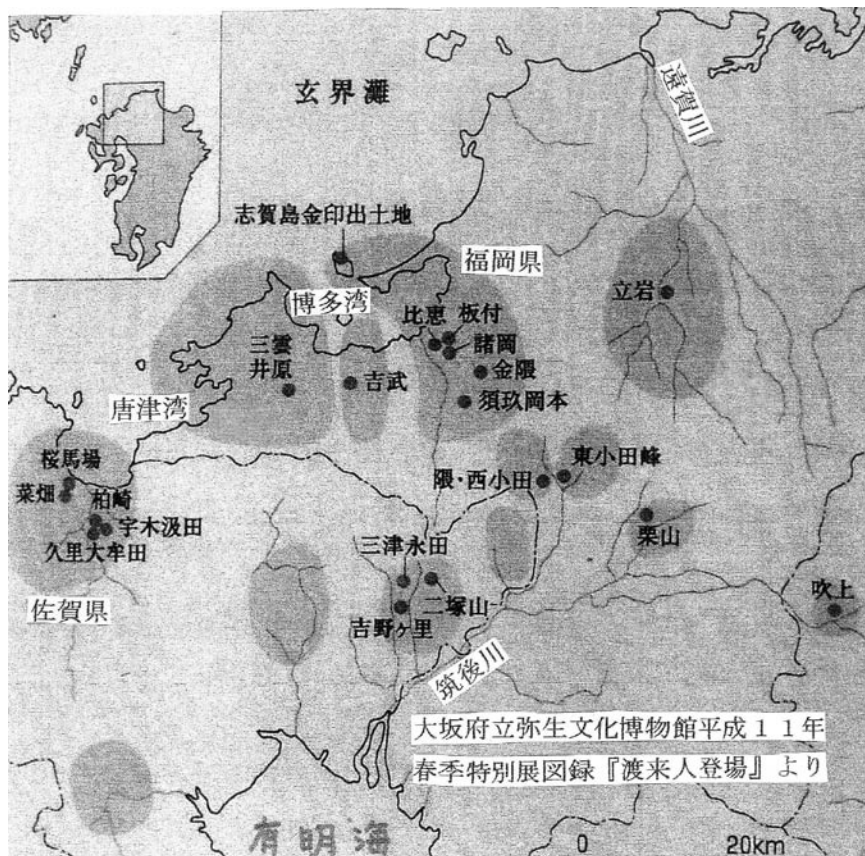 玄界灘
遠賀川
志賀島金印出土地
福岡県
博多湾
立岩
比恵
板付
諸岡
三雲
井原
吉武
金隈
須玖岡本
唐津湾
桜馬場
菜畑
柏崎
宇木汲田
久里大牟田
隈・西小田
東小田峰
栗山
三津永田
二塚山
吹上
佐賀県
吉野ヶ里
筑後川
大坂府立弥生文化博物館平成11年
春季特別展図録『渡来人登場』より
有明海
0 20km